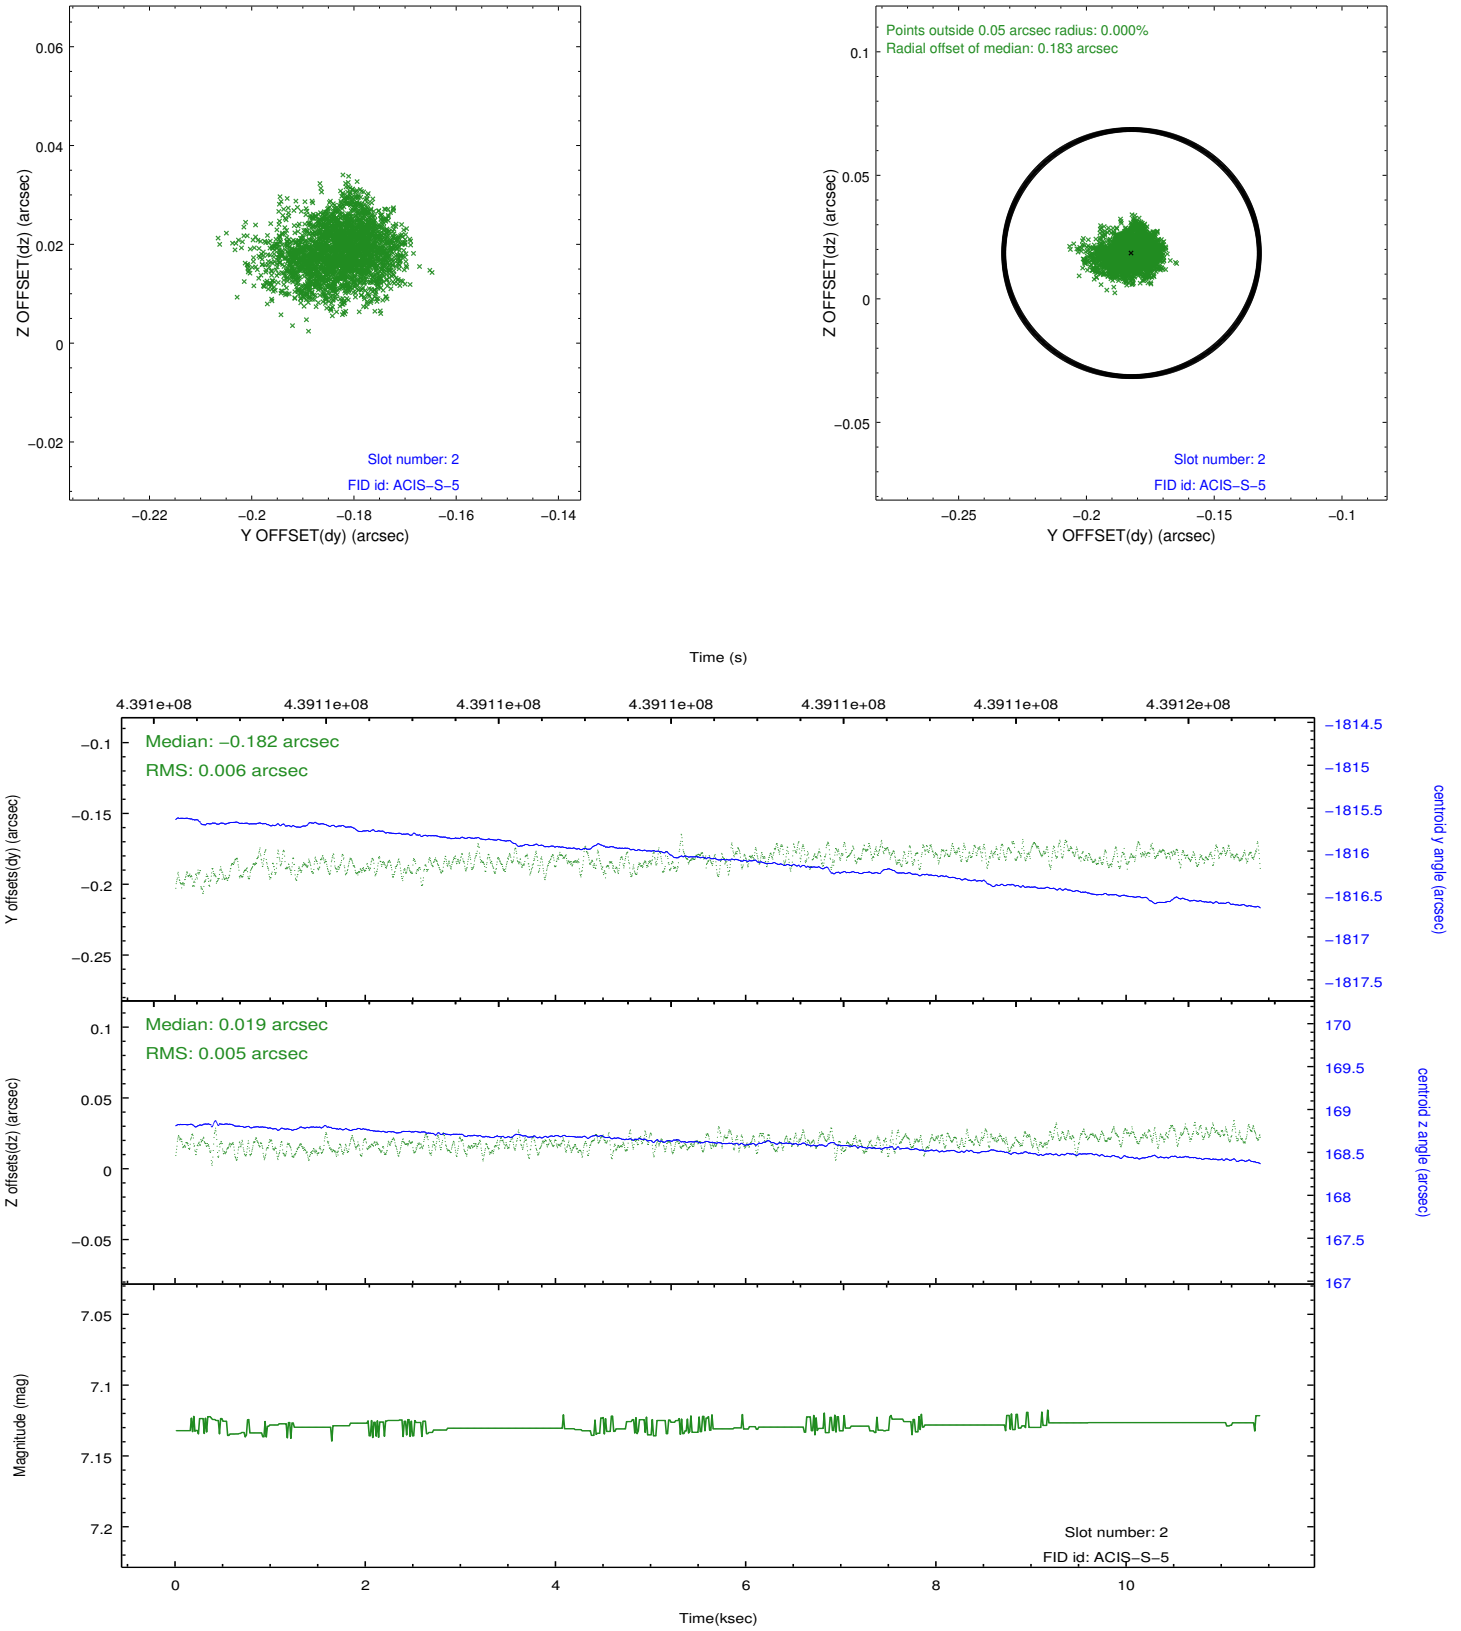 0.06
0.04
0.02
0
−0.02
Z OFFSET(dz) (arcsec)
Slot number: 2
FID id: ACIS−S−5
−0.22
−0.2
−0.18
−0.16
−0.14
Y OFFSET(dy) (arcsec)
Points outside 0.05 arcsec radius: 0.000%
Radial offset of median: 0.183 arcsec
0.1
0.05
0
−0.05
Z OFFSET(dz) (arcsec)
Slot number: 2
FID id: ACIS−S−5
−0.25
−0.2
−0.15
−0.1
Y OFFSET(dy) (arcsec)
Time (s)
4.391e+08
4.3911e+08
4.3911e+08
4.3911e+08
4.3911e+08
4.3911e+08
4.3912e+08
Median: −0.182 arcsec
RMS: 0.006 arcsec
−0.1
−0.15
−0.2
−0.25
Y offsets(dy) (arcsec)
−1814.5
−1815
−1815.5
−1816
−1816.5
−1817
−1817.5
centroid y angle (arcsec)
Median: 0.019 arcsec
RMS: 0.005 arcsec
0.1
0.05
0
−0.05
Z offsets(dz) (arcsec)
170
169.5
169
168.5
168
167.5
167
centroid z angle (arcsec)
7.05
7.1
7.15
7.2
Magnitude (mag)
Slot number: 2
FID id: ACIS−S−5
0
2
4
6
8
10
Time(ksec)